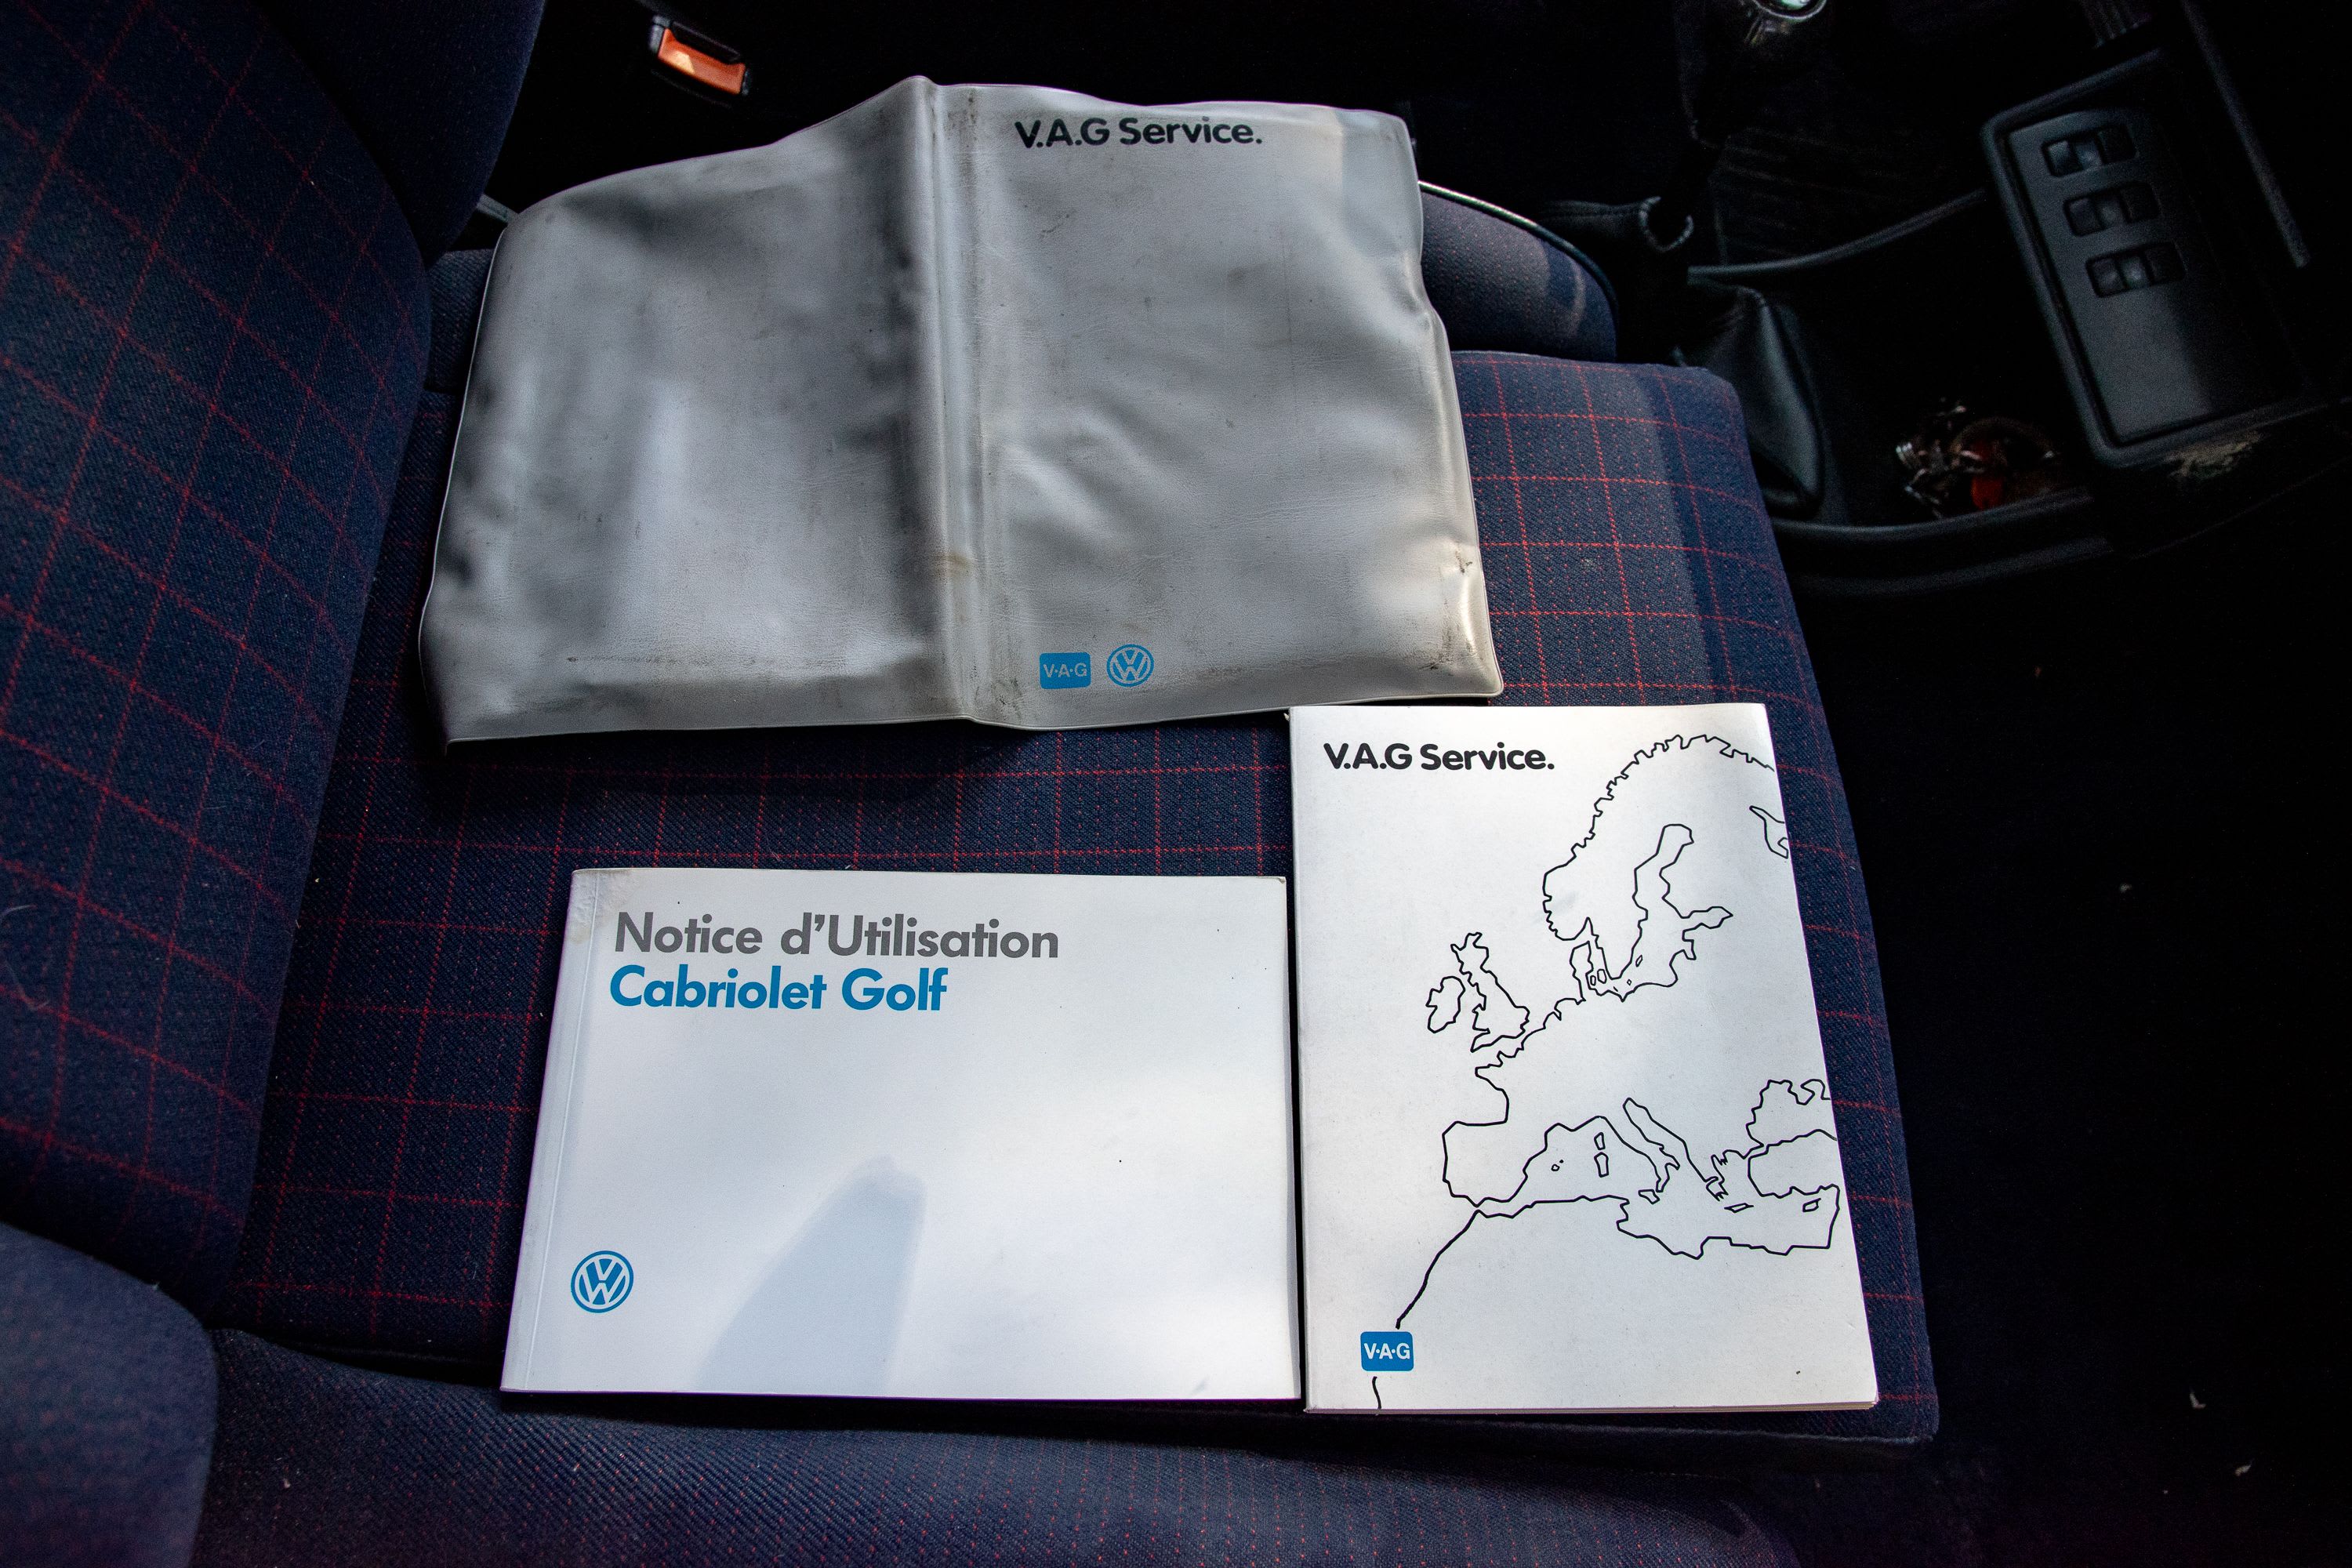 V.A.G Service.
V·A·G
V.A.G Service.
V·A·G
Notice d'Utilisation
Cabriolet Golf